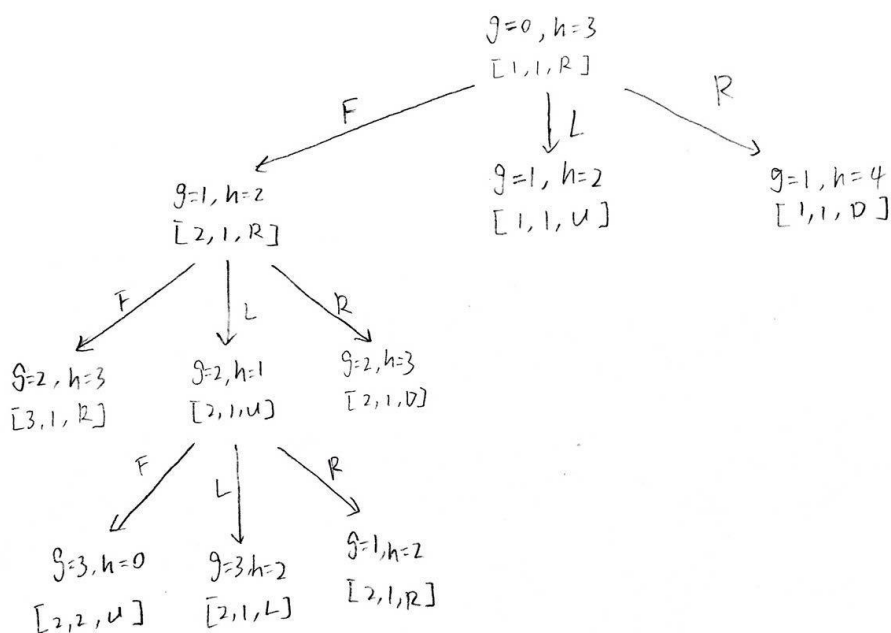 g=0, h=3
[1,1,R]
F
L
R
g=1, h=2
[2,1,R]
g=1, h=2
[1,1,U]
g=1, h=4
[1,1,D]
F
L
R
g=2, h=3
[3,1,R]
g=2, h=1
[2,1,U]
g=2, h=3
[2,1,D]
F
L
R
g=3, h=0
[2,2,U]
g=3, h=2
[2,1,L]
g=1, h=2
[2,1,R]